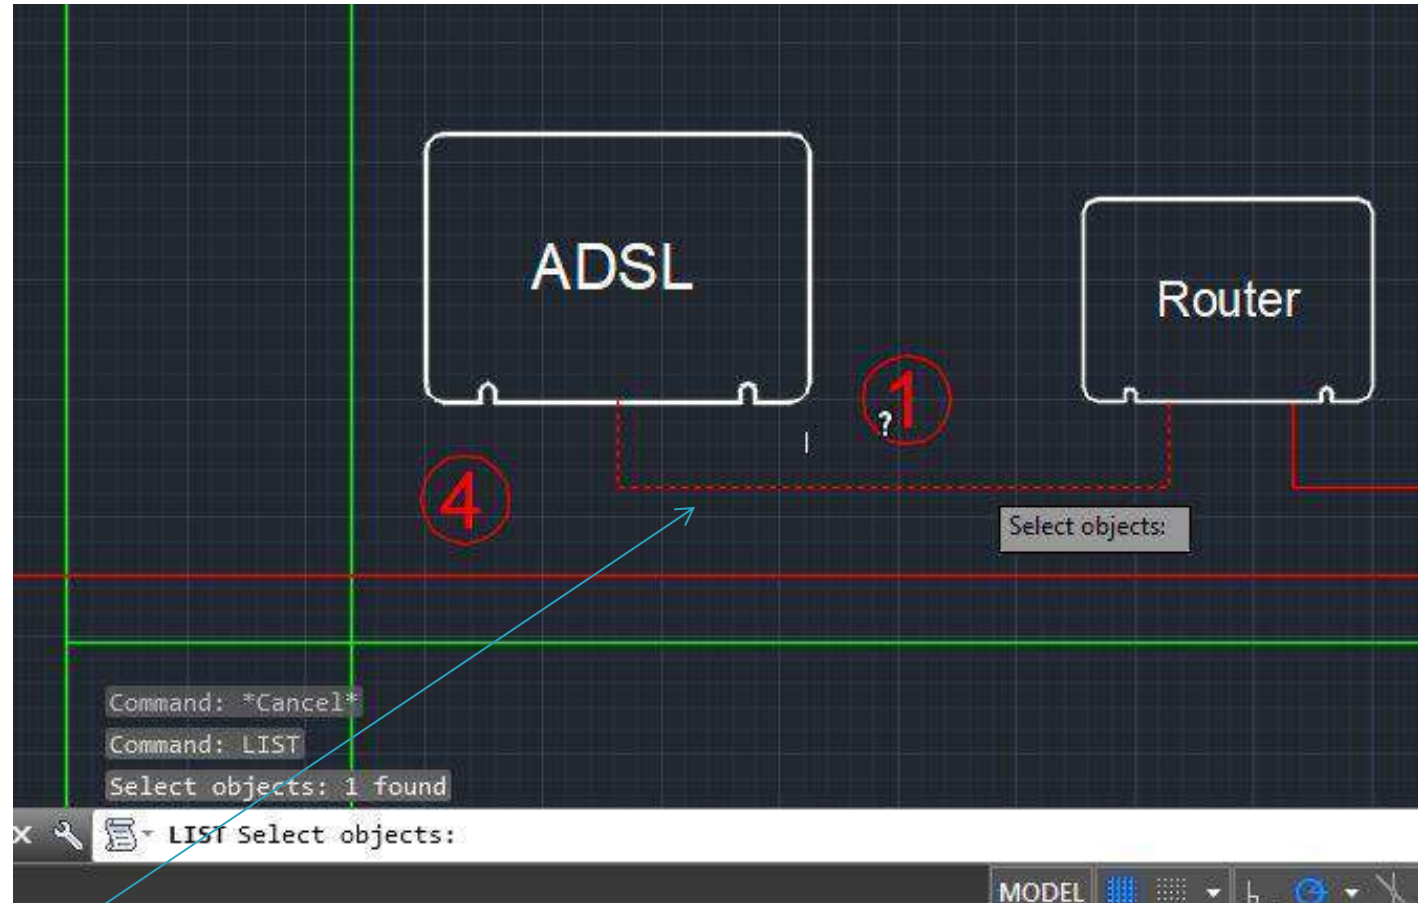 ADSL
Router
1
?
4
Select objects:
Command: *Cancel*
Command: LIST
Select objects: 1 found
LIST Select objects:
MODEL